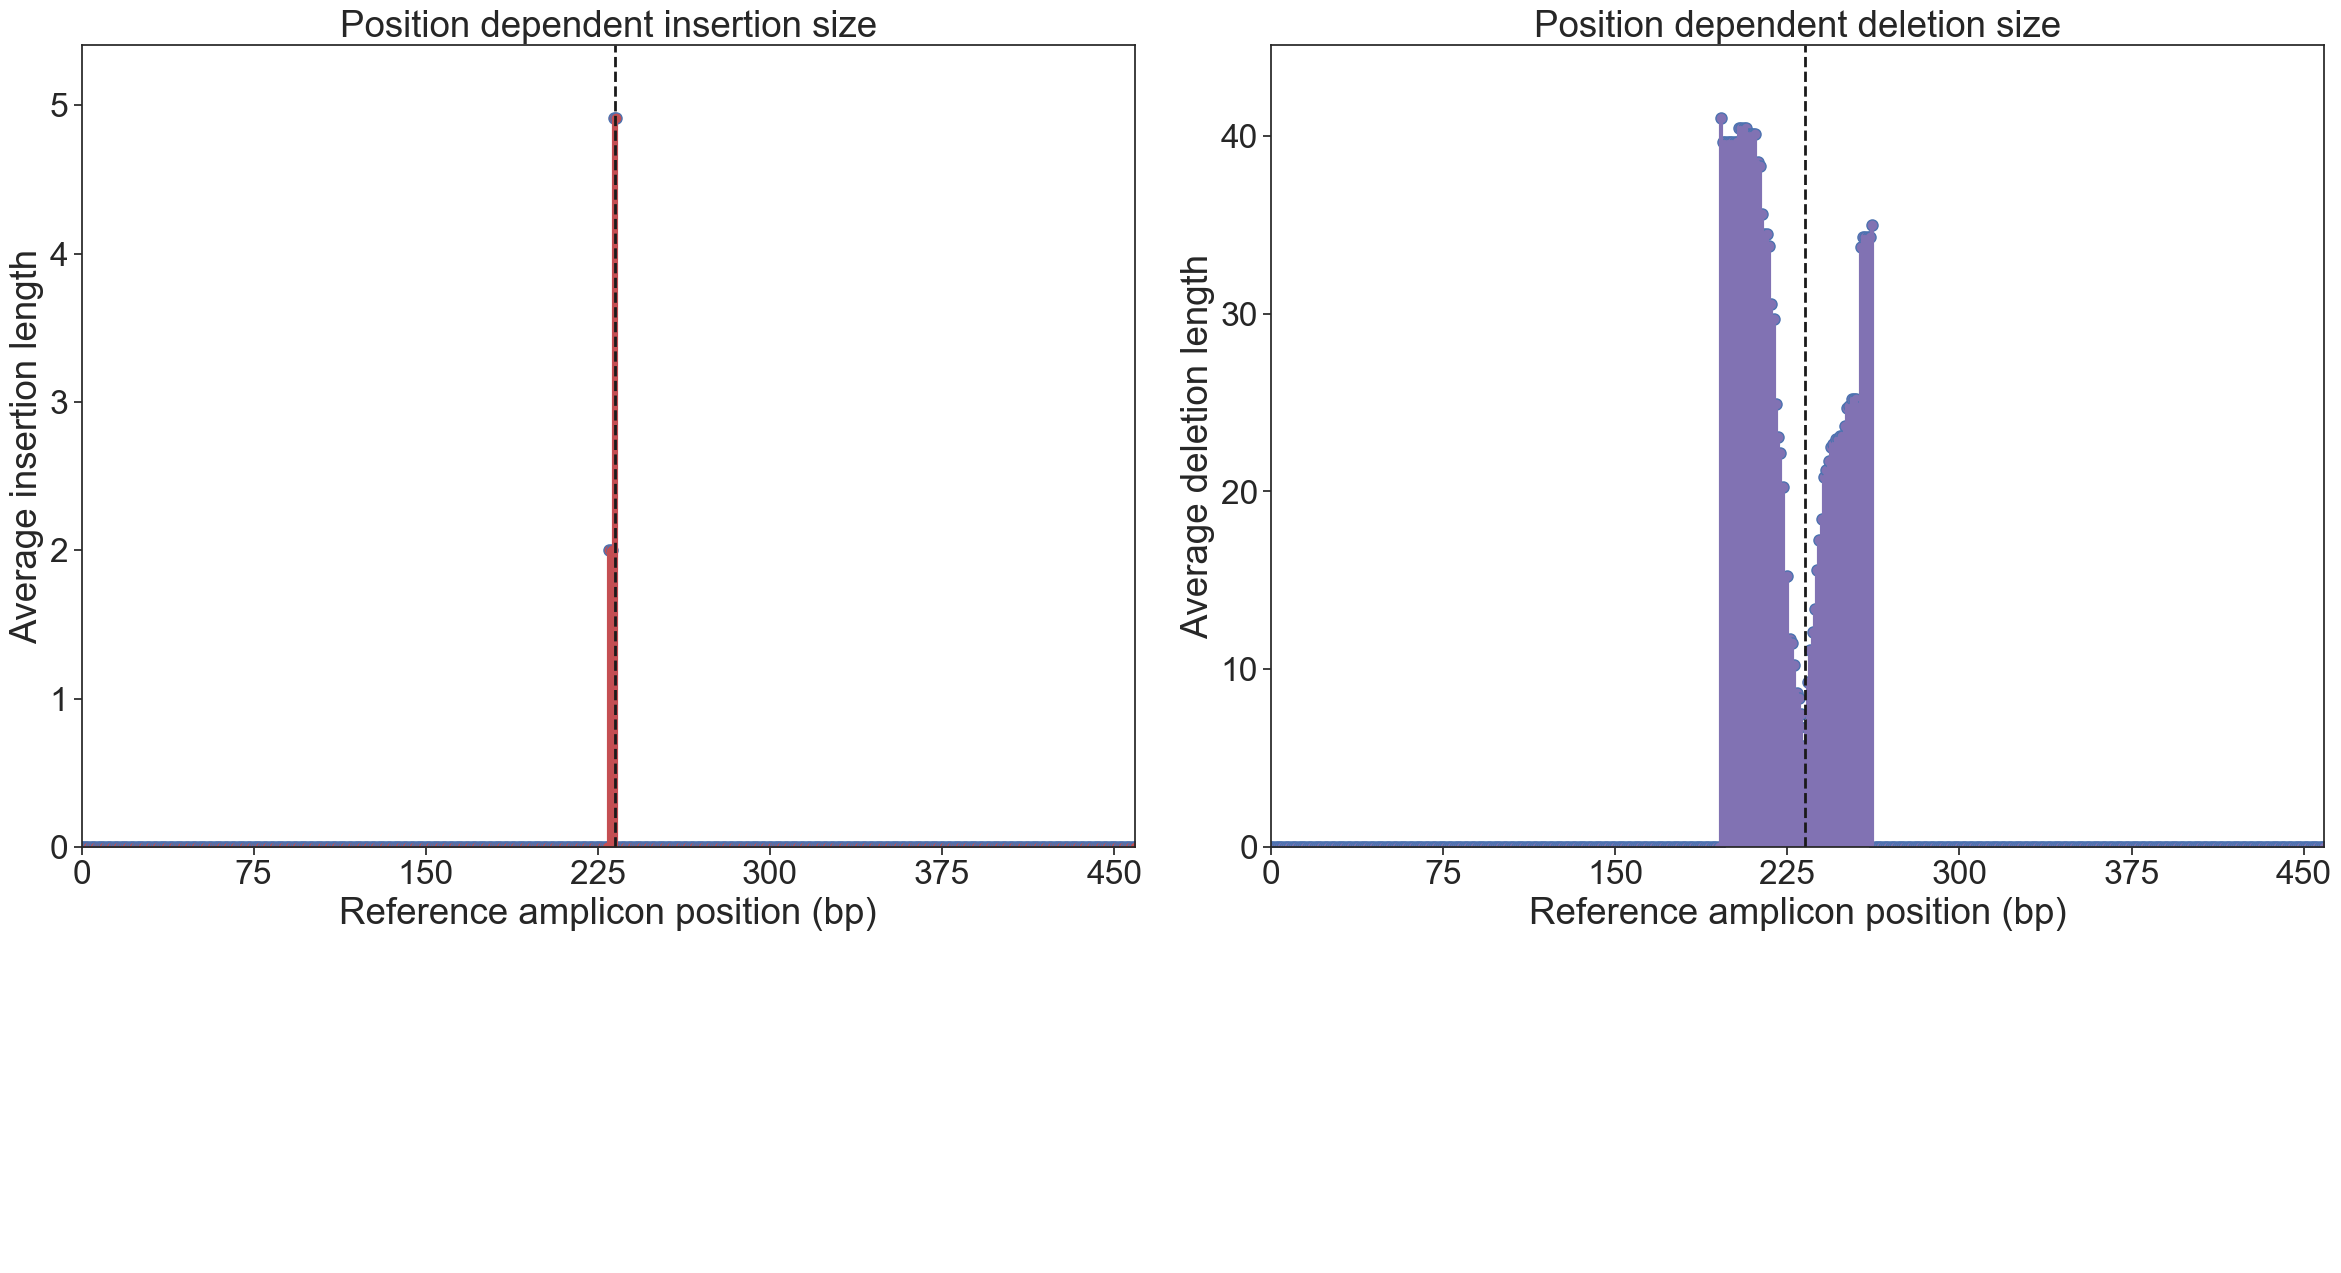 Position dependent insertion size
Average insertion length
5
4
3
2
1
0
0 75 150 225 300 375 450
Reference amplicon position (bp)
Position dependent deletion size
Average deletion length
40
30
20
10
0
0 75 150 225 300 375 450
Reference amplicon position (bp)